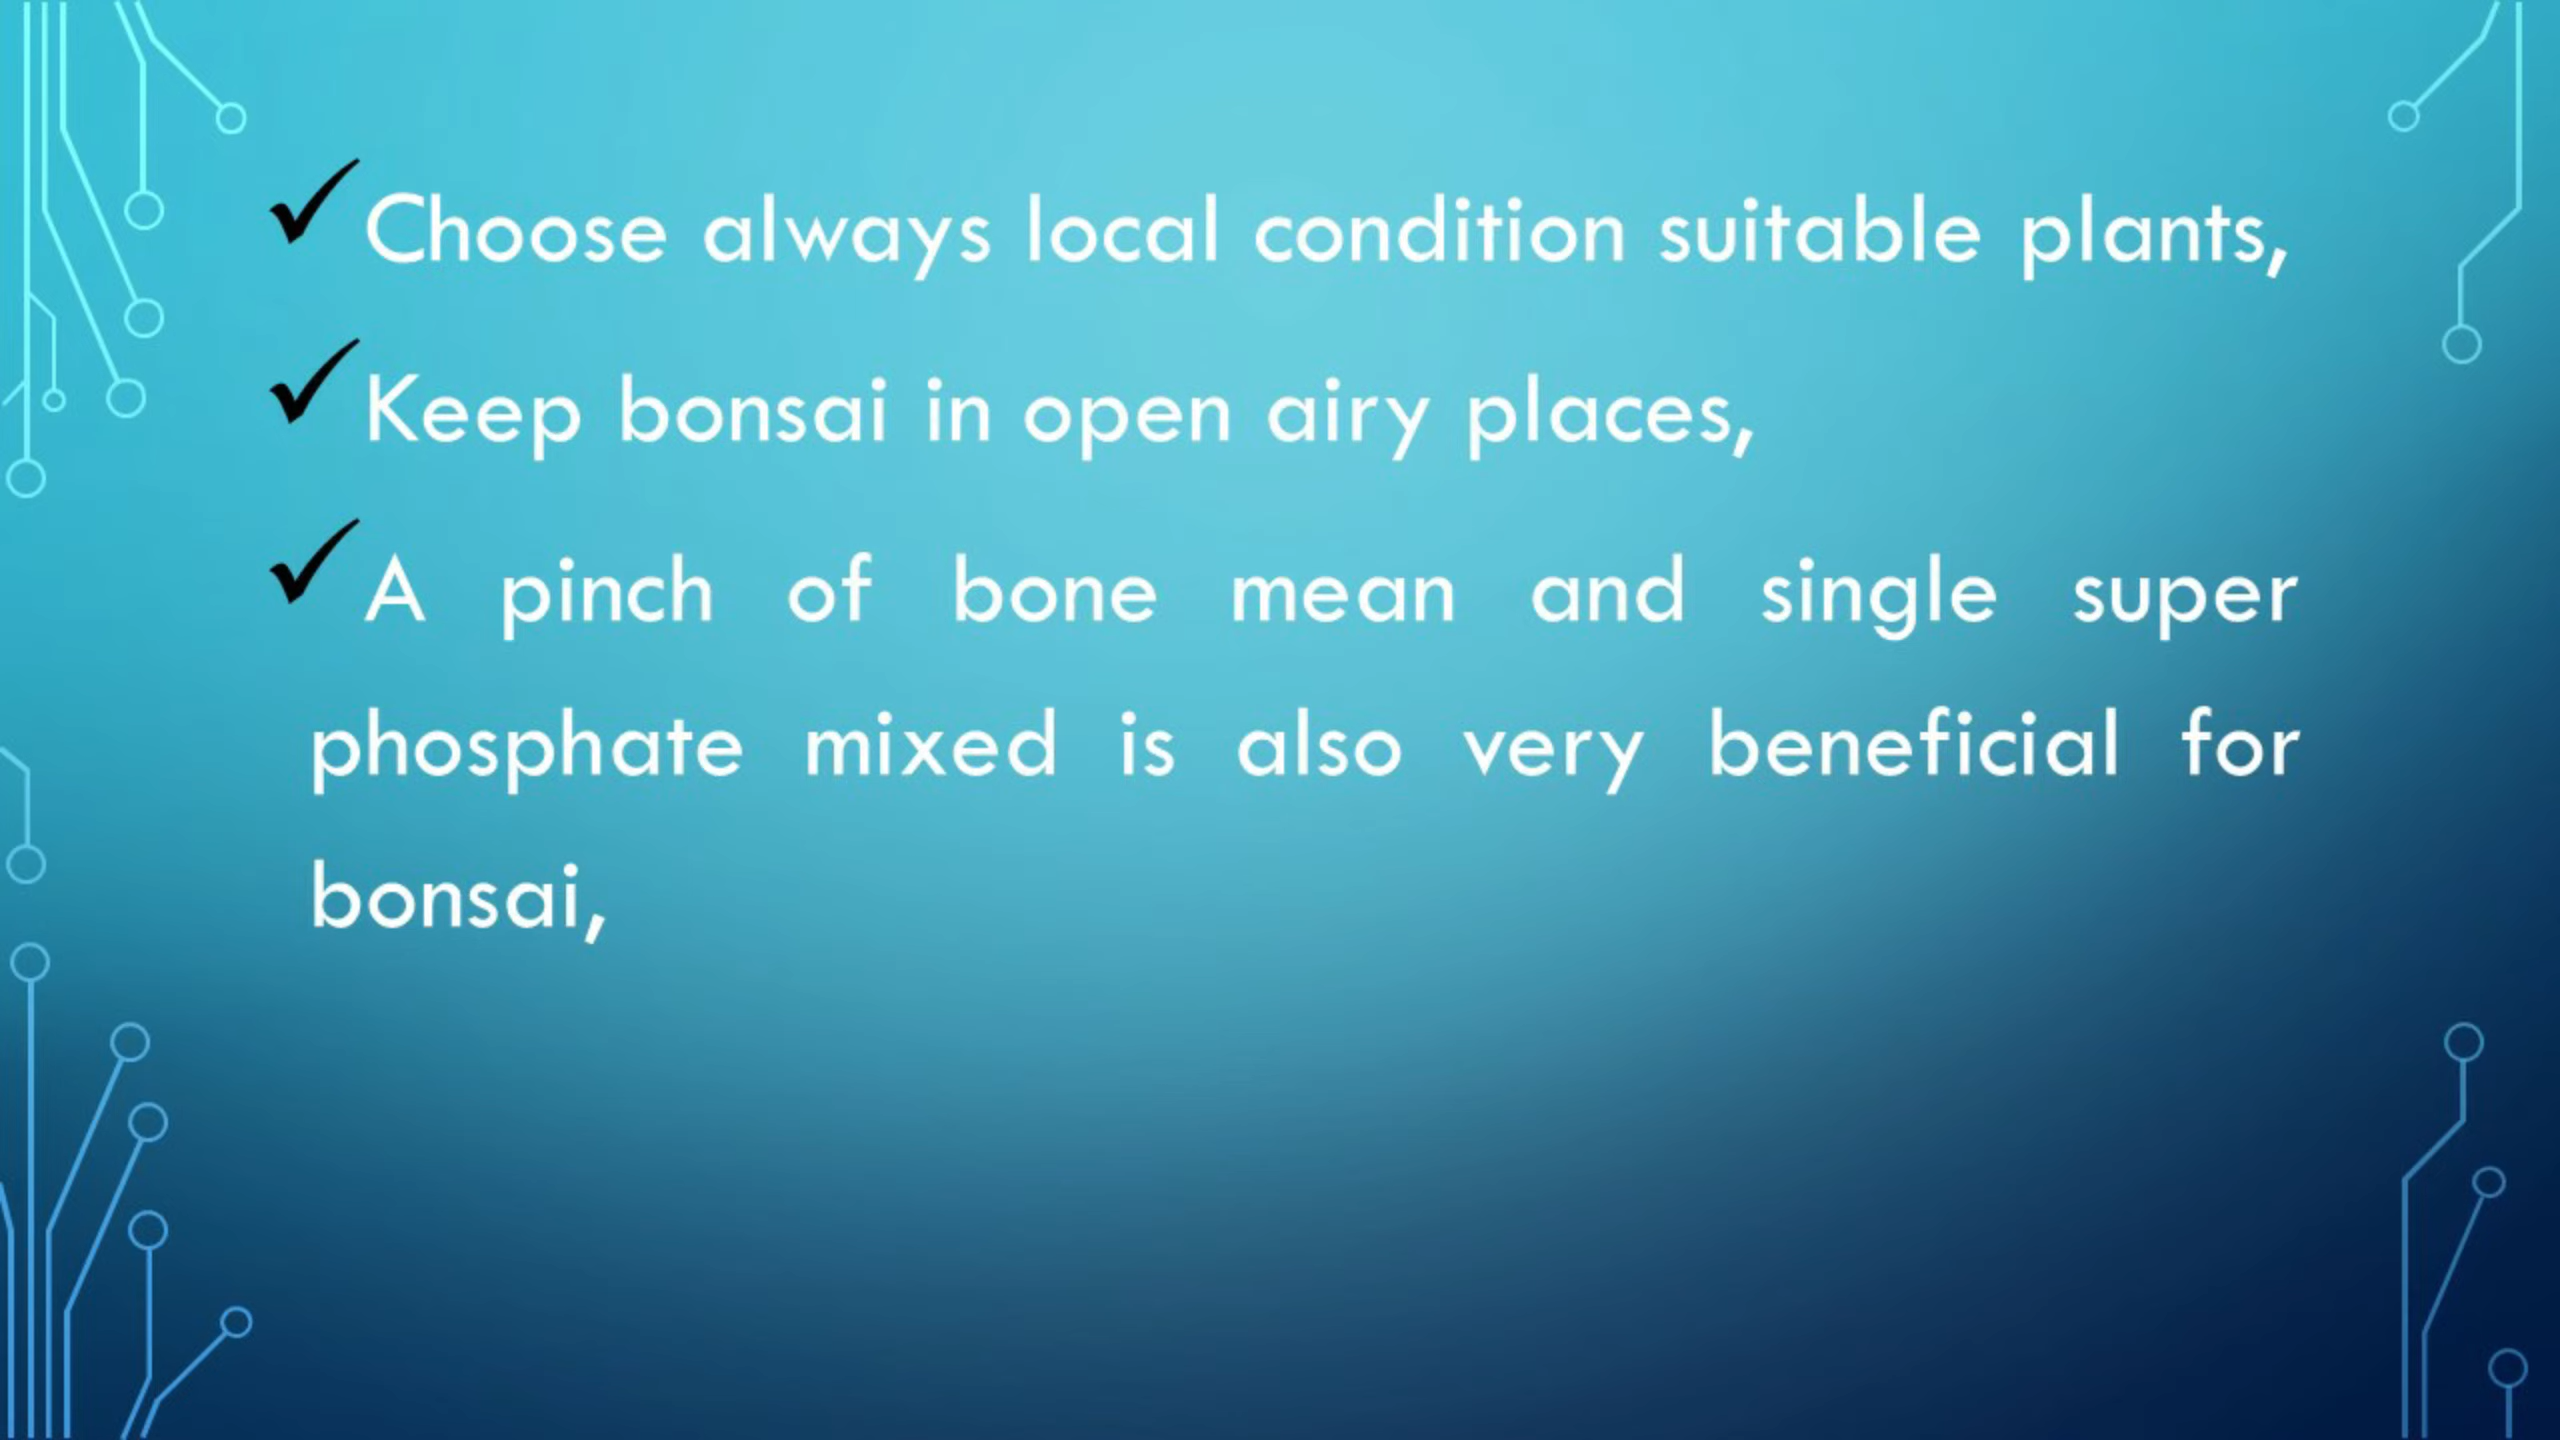 ✓Choose always local condition suitable plants,
✓Keep bonsai in open airy places,
✓A pinch of bone mean and single super
phosphate mixed is also very beneficial for
bonsai,